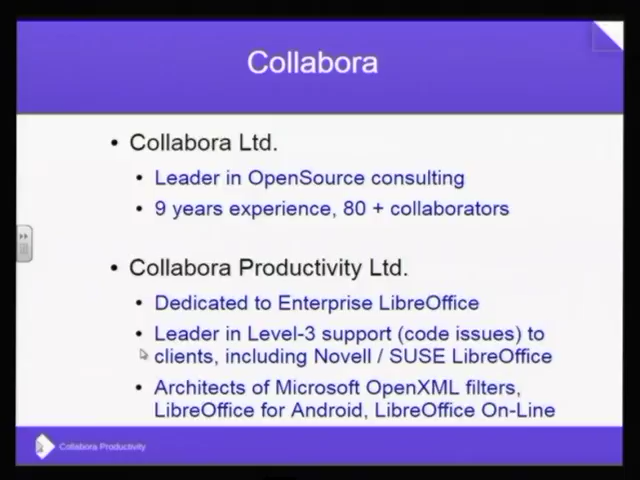 Collabora
• Collabora Ltd.
• Leader in OpenSource consulting
• 9 years experience, 80 + collaborators
• Collabora Productivity Ltd.
• Dedicated to Enterprise LibreOffice
• Leader in Level-3 support (code issues) to
clients, including Novell / SUSE LibreOffice
• Architects of Microsoft OpenXML filters,
LibreOffice for Android, LibreOffice On-Line
Collabora Productivity